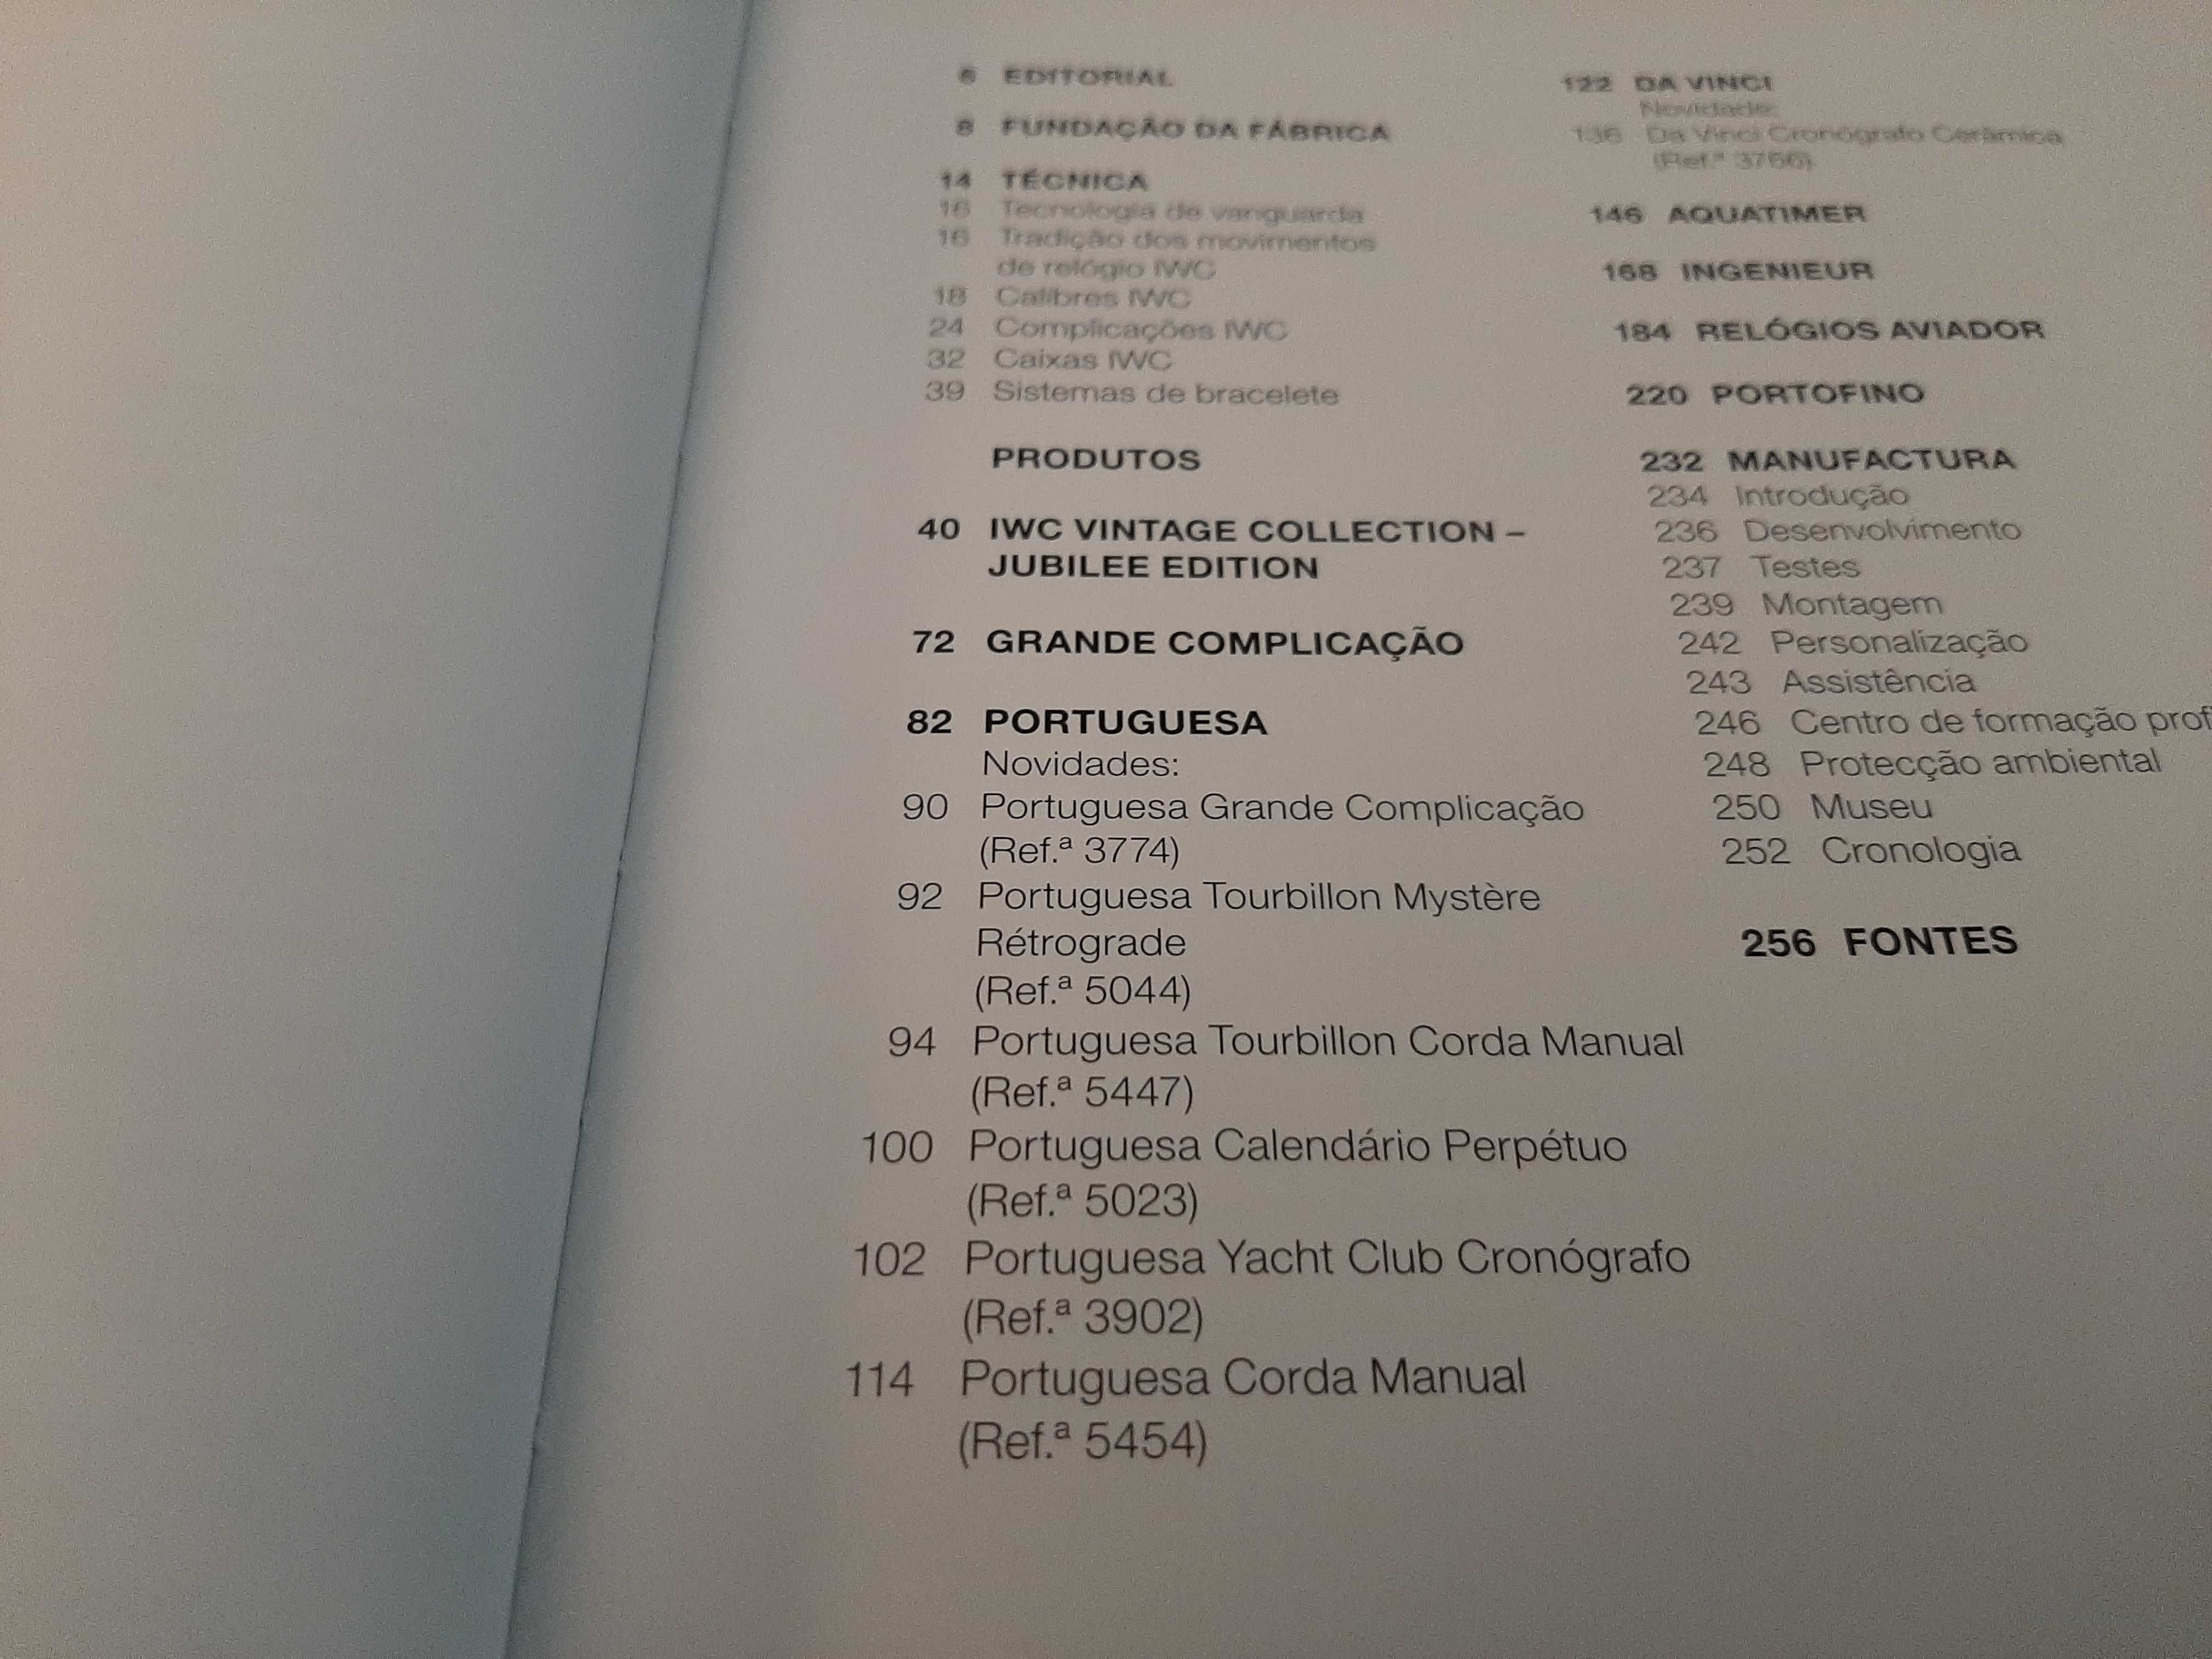 6 EDITORIAL
8 FUNDAÇÃO DA FÁBRICA
14 TÉCNICA
16 Tecnologia de vanguarda
16 Tradição dos movimentos
de relógio IWC
18 Calibres IWC
24 Complicações IWC
32 Caixas IWC
39 Sistemas de bracelete
PRODUTOS
40 IWC VINTAGE COLLECTION –
JUBILEE EDITION
72 GRANDE COMPLICAÇÃO
82 PORTUGUESA
Novidades:
90 Portuguesa Grande Complicação
(Ref.ª 3774)
92 Portuguesa Tourbillon Mystère
Rétrograde
(Ref.ª 5044)
94 Portuguesa Tourbillon Corda Manual
(Ref.ª 5447)
100 Portuguesa Calendário Perpétuo
(Ref.ª 5023)
102 Portuguesa Yacht Club Cronógrafo
(Ref.ª 3902)
114 Portuguesa Corda Manual
(Ref.ª 5454)
122 DA VINCI
Novidade:
136 Da Vinci Cronógrafo Cerâmica
(Ref.ª 3766)
146 AQUATIMER
168 INGENIEUR
184 RELÓGIOS AVIADOR
220 PORTOFINO
232 MANUFACTURA
234 Introdução
236 Desenvolvimento
237 Testes
239 Montagem
242 Personalização
243 Assistência
246 Centro de formação prof
248 Protecção ambiental
250 Museu
252 Cronologia
256 FONTES